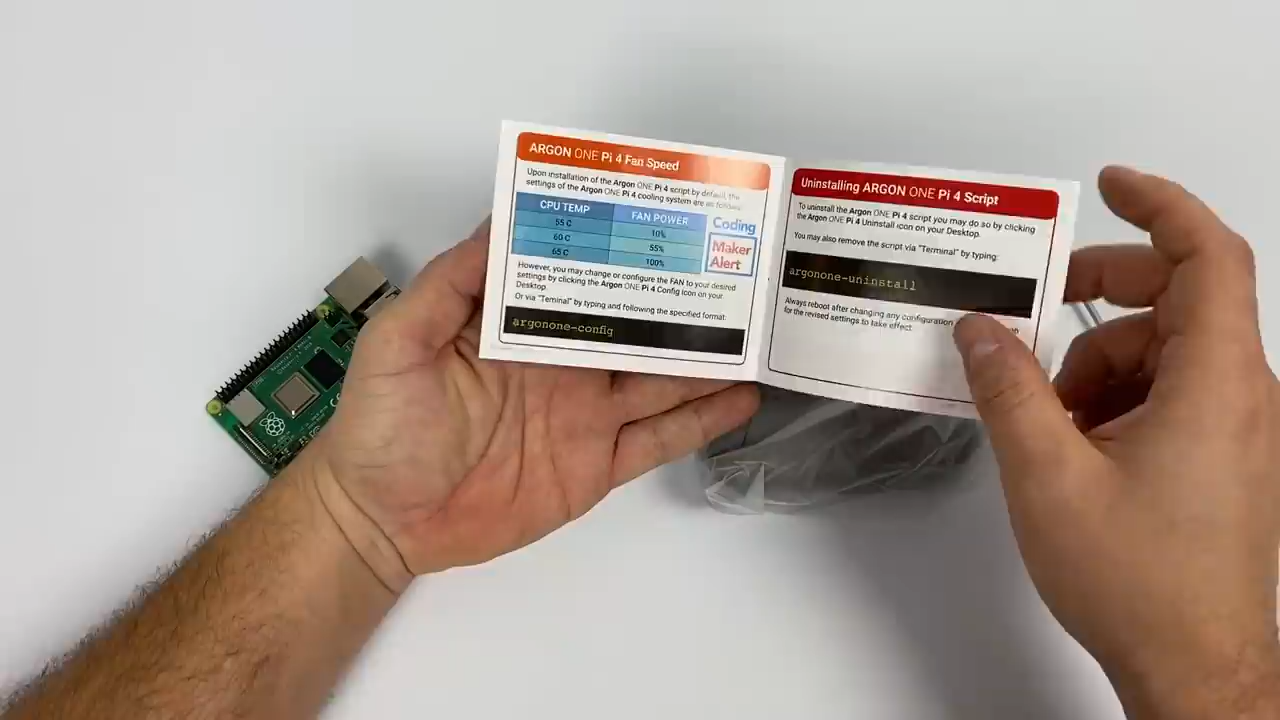 ARGON ONE Pi 4 Fan Speed
Upon installation of the Argon ONE Pi 4 script by default, the
settings of the Argon ONE Pi 4 cooling system are as follows:
CPU TEMP FAN POWER
55 C 10%
60 C 55%
65 C 100%
Coding
Maker
Alert
However, you may change or configure the FAN to your desired
settings by clicking the Argon ONE Pi 4 Config icon on your
Desktop.
Or via "Teminal" by typing and following the specified format:
argonone-config
Uninstalling ARGON ONE Pi 4 Script
To uninstall the Argon ONE Pi 4 script you may do so by clicking
the Argon ONE Pi 4 Uninstall icon on your Desktop.
You may also remove the script via "Terminal" by typing:
argonone-uninstall
Always reboot after changing any configuration
for the revised settings to take effect.